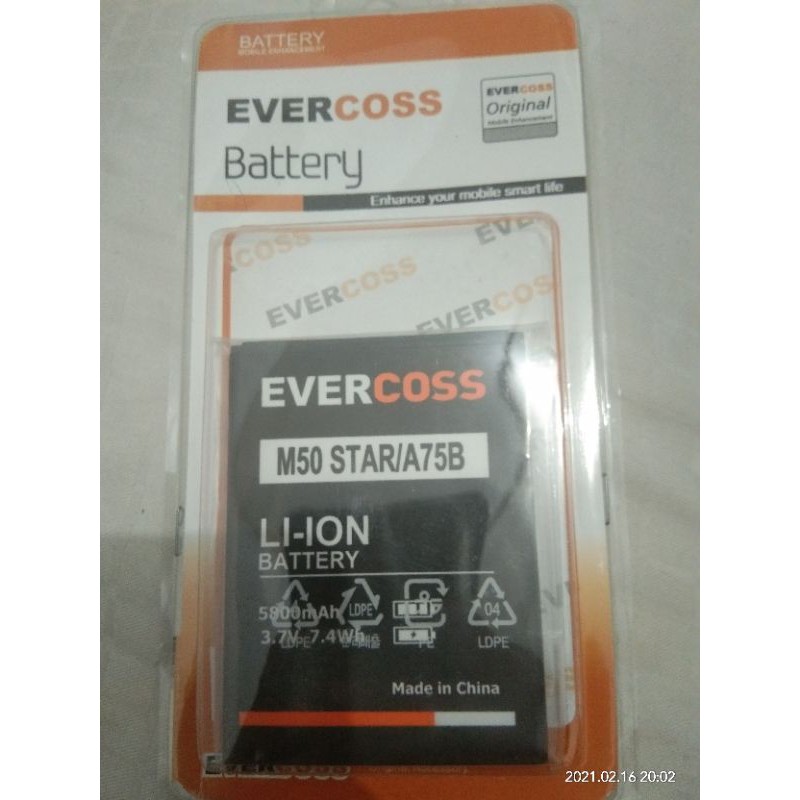 BATTERY
MOBILE ENHANCEMENT
EVERCOSS
Battery
EVERCOSS
Original
Mobile Enhancement
Enhance your mobile smart life
EVERCOSS
EVERCOSS
EVERCOSS
M50 STAR/A75B
LI-ION
BATTERY
5800mAh
3.7V 7.4Wh
LDPE
LDPE
PE
04
LDPE
Made in China
EVERCOSS
2021.02.16 20:02